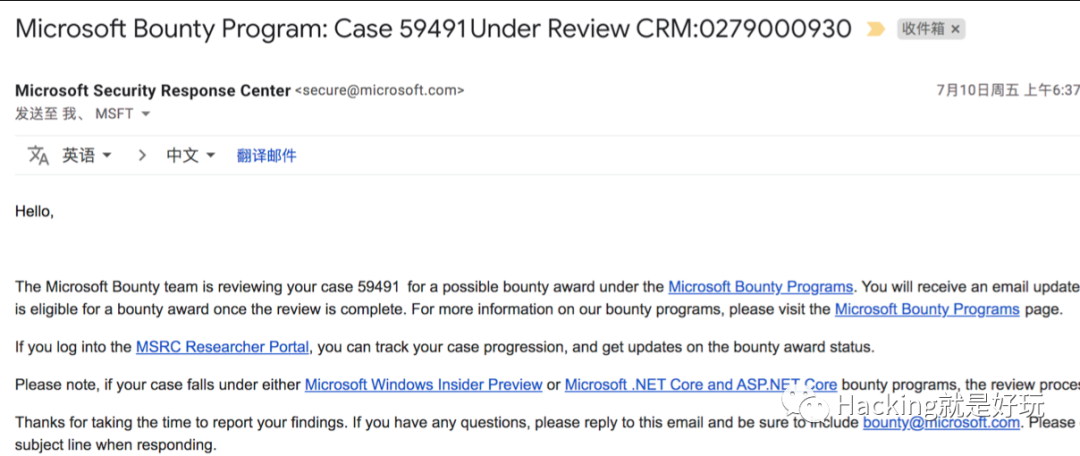 Microsoft Bounty Program: Case 59491 Under Review CRM:0279000930 收件箱 ×
Microsoft Security Response Center <secure@microsoft.com> 7月10日周五 上午6:37
发送至 我、 MSFT
英语 > 中文 翻译邮件
Hello,
The Microsoft Bounty team is reviewing your case 59491 for a possible bounty award under the Microsoft Bounty Programs. You will receive an email update
is eligible for a bounty award once the review is complete. For more information on our bounty programs, please visit the Microsoft Bounty Programs page.
If you log into the MSRC Researcher Portal, you can track your case progression, and get updates on the bounty award status.
Please note, if your case falls under either Microsoft Windows Insider Preview or Microsoft .NET Core and ASP.NET Core bounty programs, the review proce
Thanks for taking the time to report your findings. If you have any questions, please reply to this email and be sure to include bounty@microsoft.com. Please
subject line when responding.
Hacking就是好玩